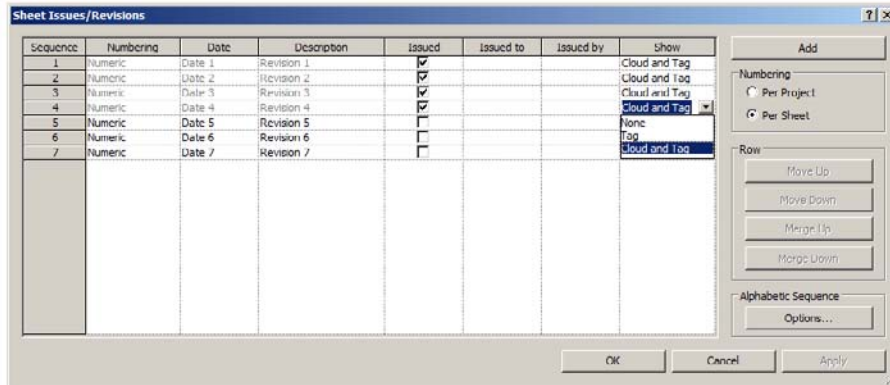 Sheet Issues/Revisions
Sequence Numbering Date Description Issued Issued to Issued by Show
1 Numeric Date 1 Revision 1 Cloud and Tag
2 Numeric Date 2 Revision 2 Cloud and Tag
3 Numeric Date 3 Revision 3 Cloud and Tag
4 Numeric Date 4 Revision 4 Cloud and Tag
5 Numeric Date 5 Revision 5 None
6 Numeric Date 6 Revision 6 Tag
7 Numeric Date 7 Revision 7 Cloud and Tag
Add
Numbering
Per Project
Per Sheet
Row
Move Up
Move Down
Merge Up
Merge Down
Alphabetic Sequence
Options...
OK Cancel Apply